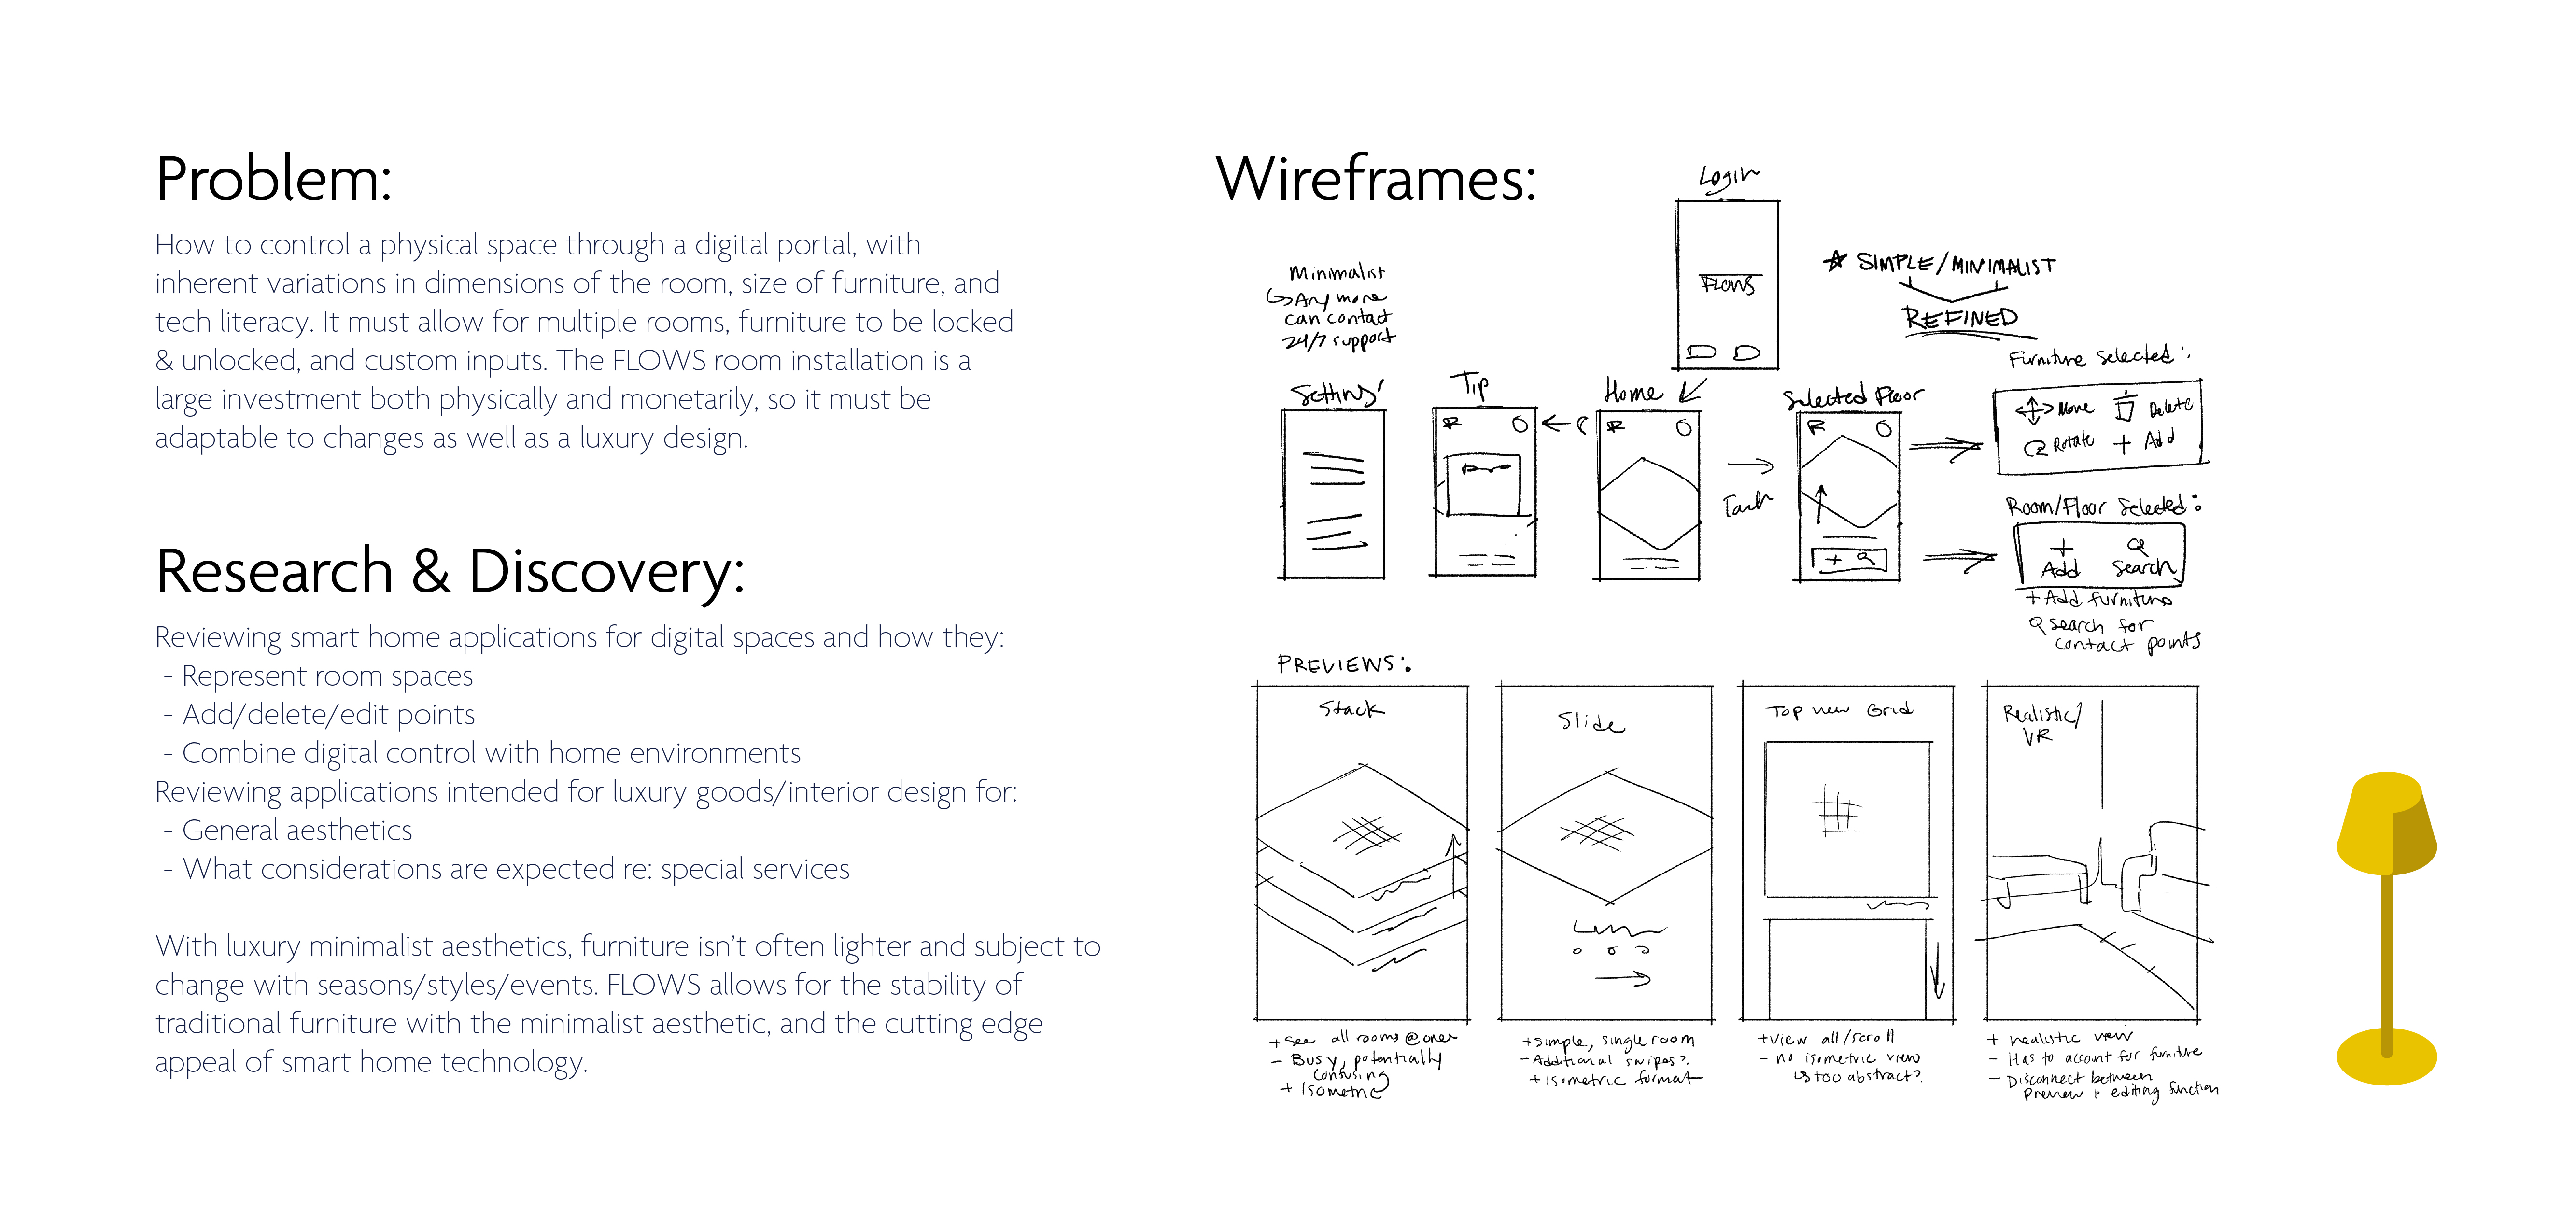 Problem:
How to control a physical space through a digital portal, with
inherent variations in dimensions of the room, size of furniture, and
tech literacy. It must allow for multiple rooms, furniture to be locked
& unlocked, and custom inputs. The FLOWS room installation is a
large investment both physically and monetarily, so it must be
adaptable to changes as well as a luxury design.
Research & Discovery:
Reviewing smart home applications for digital spaces and how they:
- Represent room spaces
- Add/delete/edit points
- Combine digital control with home environments
Reviewing applications intended for luxury goods/interior design for:
- General aesthetics
- What considerations are expected re: special services
With luxury minimalist aesthetics, furniture isn't often lighter and subject to
change with seasons/styles/events. FLOWS allows for the stability of
traditional furniture with the minimalist aesthetic, and the cutting edge
appeal of smart home technology.
Wireframes:
Login
FLOWS
SIMPLE/MINIMALIST
REFINED
Minimalist
Any more
can contact
24/7 support
Settings
Tip
Home
Selected Floor
Furniture Selected:
Move
Delete
Rotate
+ Add
Room/Floor Selected:
+
Add
Search
+ Add furniture
search for
contact points
PREVIEWS:
Stack
+ See all rooms @ once
- Busy, potentially
confusing
+ Isometric
Slide
+ Simple, single room
- Additional swipes?
+ Isometric format
Top view Grid
+ View all/scroll
- no isometric view
too abstract?
Realistic/
VR
+ realistic view
- Has to account for furniture
- Disconnect between
preview + editing function